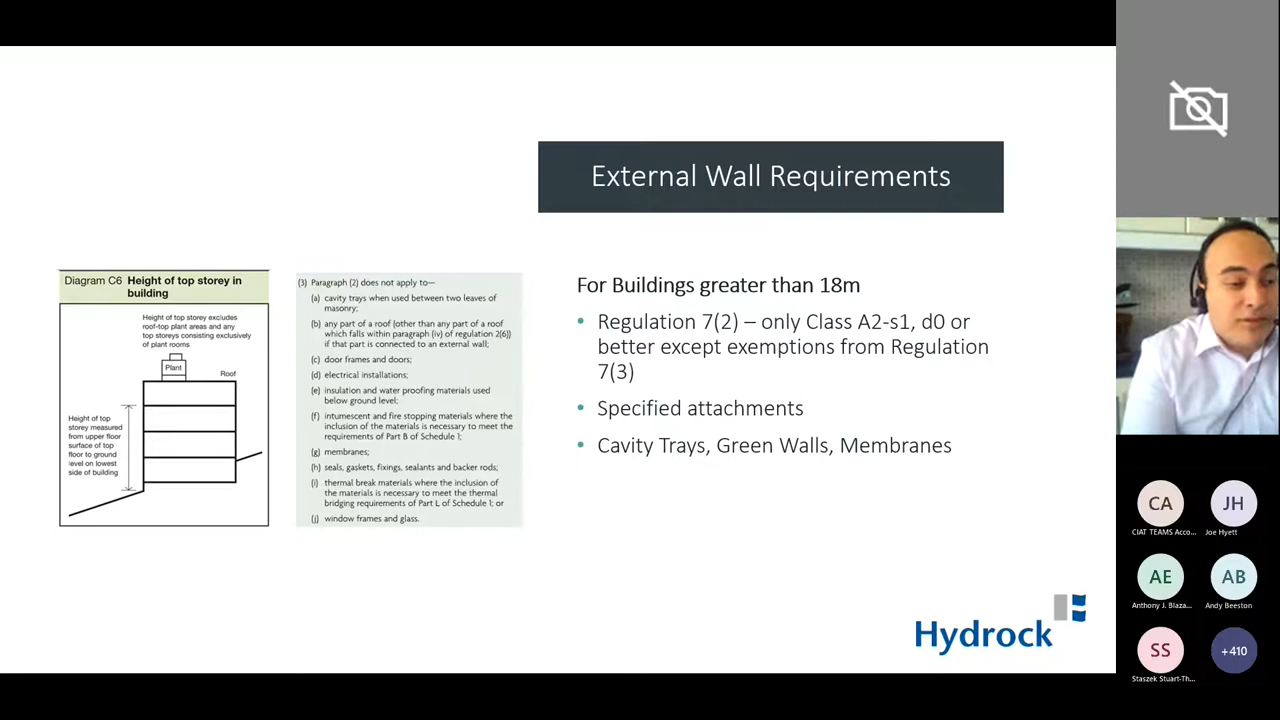 External Wall Requirements
Diagram C6 Height of top storey in
building
Height of top storey excludes
roof-top plant areas and any
top storeys consisting exclusively
of plant rooms
Plant
Roof
Height of top
storey measured
from upper floor
surface of top
floor to ground
level on lowest
side of building
(3) Paragraph (2) does not apply to—
(a) cavity trays when used between two leaves of
masonry;
(b) any part of a roof (other than any part of a roof
which falls within paragraph (iv) of regulation 2(6))
if that part is connected to an external wall;
(c) door frames and doors;
(d) electrical installations;
(e) insulation and water proofing materials used
below ground level;
(f) intumescent and fire stopping materials where the
inclusion of the materials is necessary to meet the
requirements of Part B of Schedule 1;
(g) membranes;
(h) seals, gaskets, fixings, sealants and backer rods;
(i) thermal break materials where the inclusion of
the materials is necessary to meet the thermal
bridging requirements of Part L of Schedule 1; or
(j) window frames and glass.
For Buildings greater than 18m
• Regulation 7(2) – only Class A2-s1, d0 or
better except exemptions from Regulation
7(3)
• Specified attachments
• Cavity Trays, Green Walls, Membranes
Hydrock
CA
CIAT TEAMS Acco...
JH
Joe Hyett
AE
Anthony J. Blaza...
AB
Andy Beeston
SS
Staszek Stuart-Th...
+410